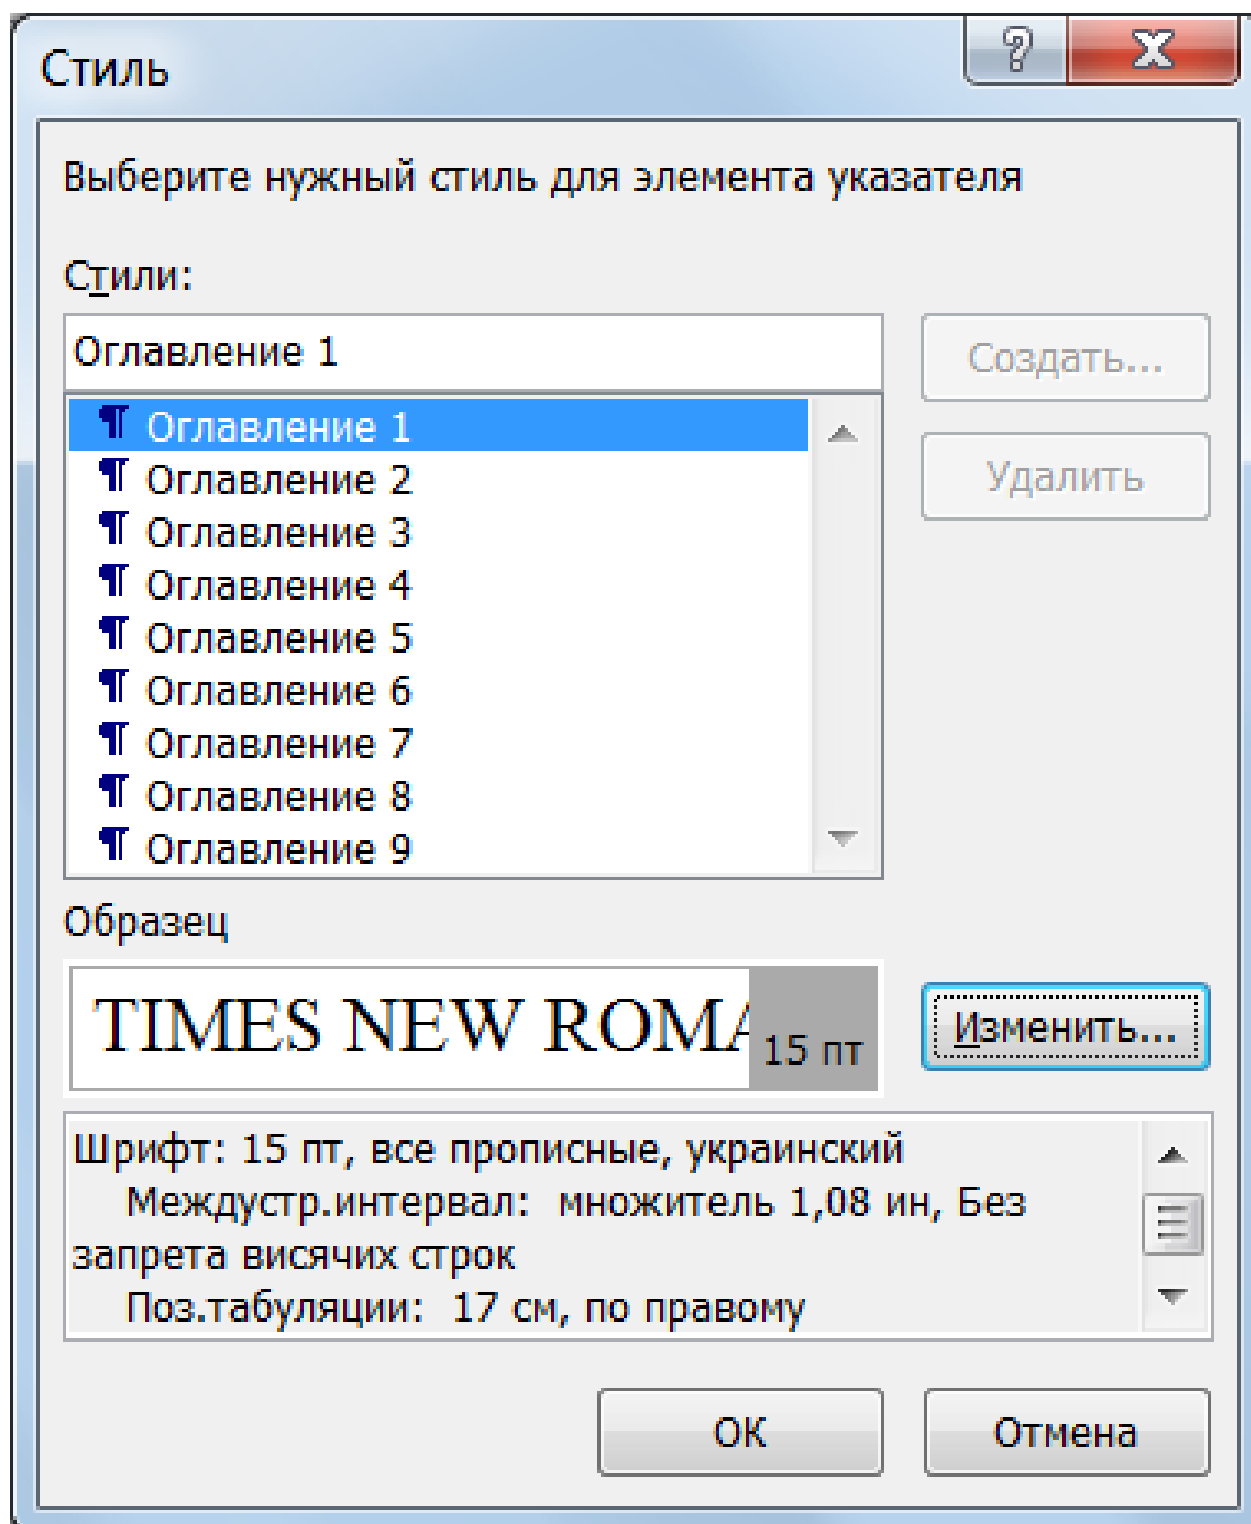 Стиль
Выберите нужный стиль для элемента указателя
Стили:
Оглавление 1
Создать...
¶ Оглавление 1
¶ Оглавление 2
Удалить
¶ Оглавление 3
¶ Оглавление 4
¶ Оглавление 5
¶ Оглавление 6
¶ Оглавление 7
¶ Оглавление 8
¶ Оглавление 9
Образец
TIMES NEW ROMA
15 пт
Изменить...
Шрифт: 15 пт, все прописные, украинский
Междустр.интервал: множитель 1,08 ин, Без
запрета висячих строк
Поз.табуляции: 17 см, по правому
ОК
Отмена